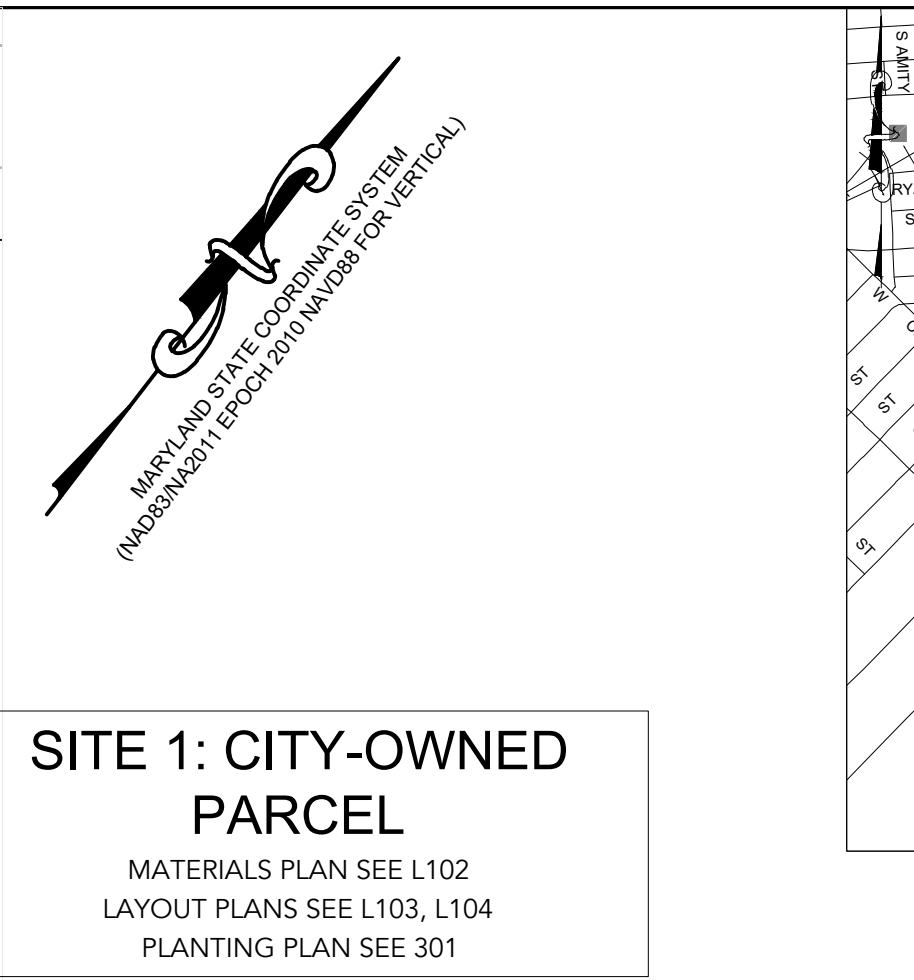 MARYLAND STATE COORDINATE SYSTEM
(NAD83/NA2011 EPOCH 2010 NAVD88 FOR VERTICAL)
S AMITY
ST
S
W
ST
ST
ST
SITE 1: CITY-OWNED
PARCEL
MATERIALS PLAN SEE L102
LAYOUT PLANS SEE L103, L104
PLANTING PLAN SEE 301